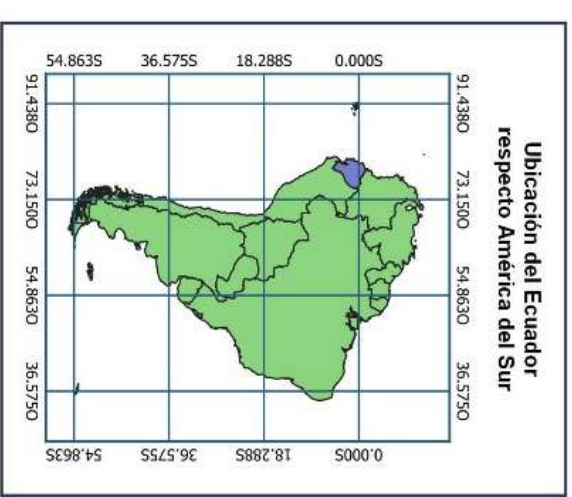 Ubicación del Ecuador
respecto América del Sur
91.438O 73.150O 54.863O 36.575O
0.000S
18.288S
36.575S
54.863S
0.000S
18.288S
36.575S
54.863S
91.438O 73.150O 54.863O 36.575O